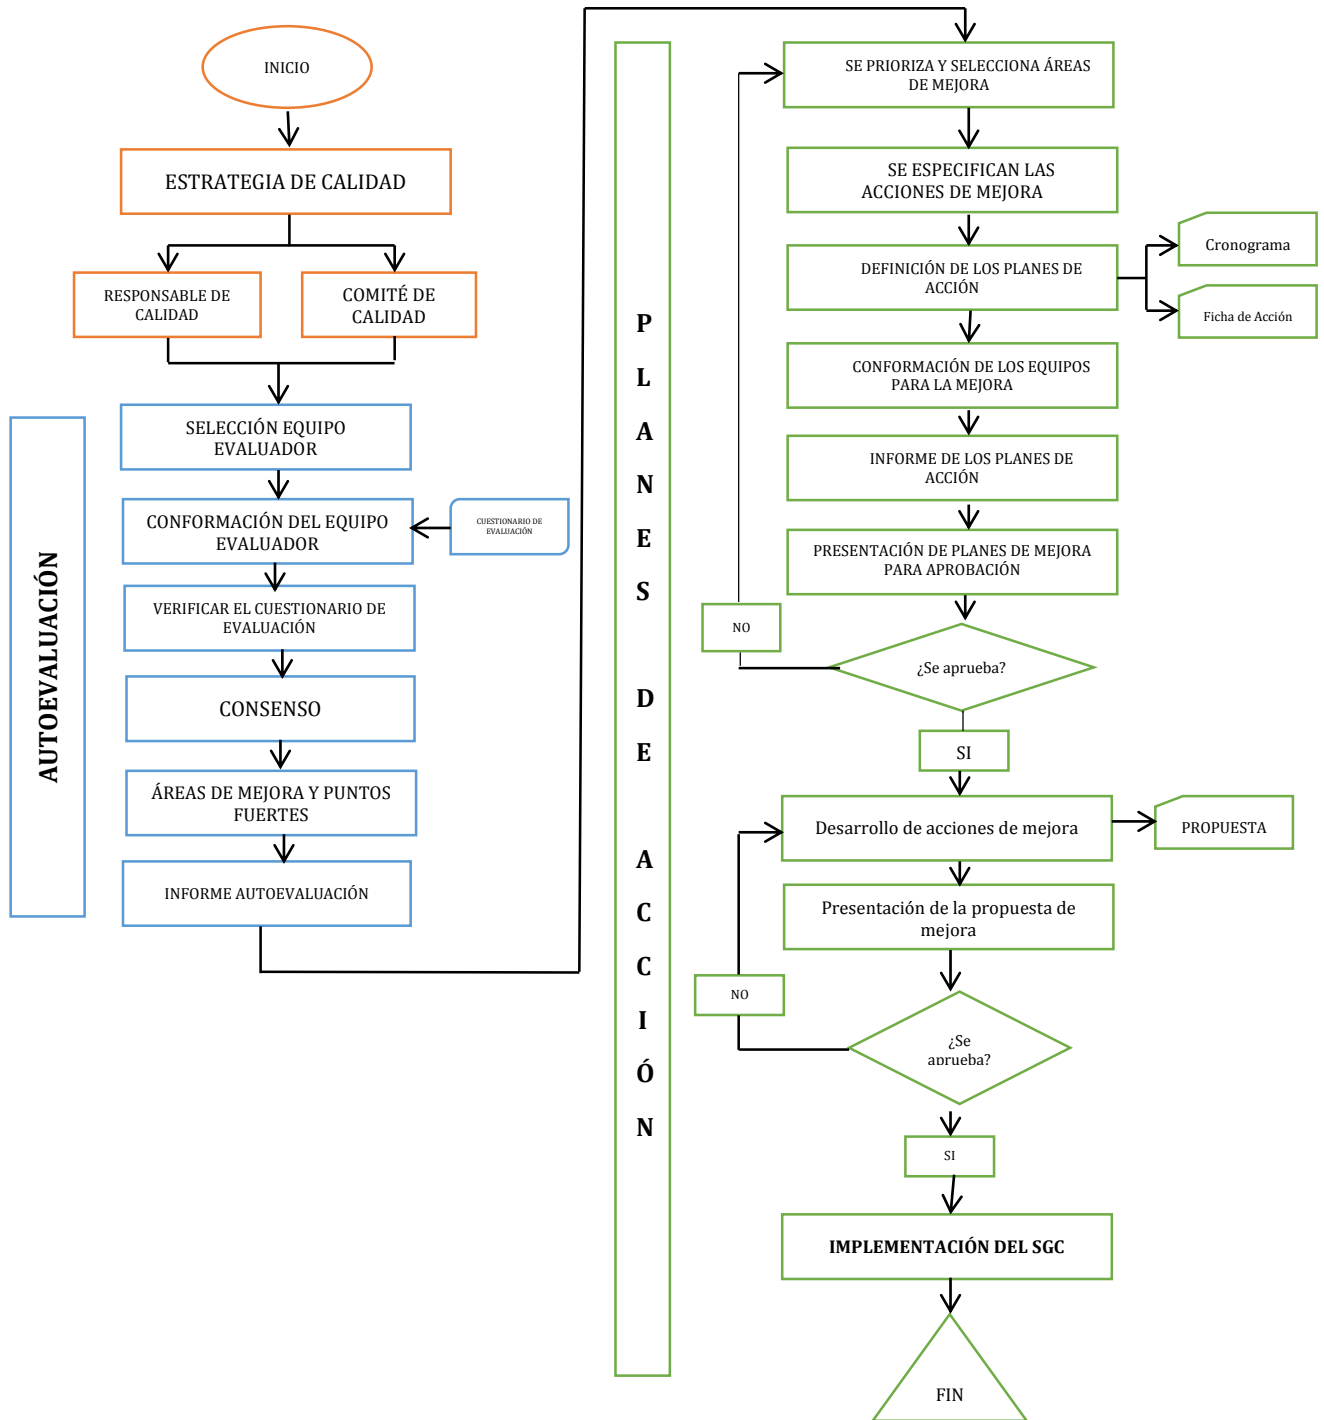 INICIO
ESTRATEGIA DE CALIDAD
RESPONSABLE DE
CALIDAD
COMITÉ DE
CALIDAD
AUTOEVALUACIÓN
SELECCIÓN EQUIPO
EVALUADOR
CONFORMACIÓN DEL EQUIPO
EVALUADOR
CUESTIONARIO DE
EVALUACIÓN
VERIFICAR EL CUESTIONARIO DE
EVALUACIÓN
CONSENSO
ÁREAS DE MEJORA Y PUNTOS
FUERTES
INFORME AUTOEVALUACIÓN
PLANES DE ACCIÓN
SE PRIORIZA Y SELECCIONA ÁREAS
DE MEJORA
SE ESPECIFICAN LAS
ACCIONES DE MEJORA
DEFINICIÓN DE LOS PLANES DE
ACCIÓN
Cronograma
Ficha de Acción
CONFORMACIÓN DE LOS EQUIPOS
PARA LA MEJORA
INFORME DE LOS PLANES DE
ACCIÓN
PRESENTACIÓN DE PLANES DE MEJORA
PARA APROBACIÓN
NO
¿Se aprueba?
SI
Desarrollo de acciones de mejora
PROPUESTA
Presentación de la propuesta de
mejora
NO
¿Se
aprueba?
SI
IMPLEMENTACIÓN DEL SGC
FIN